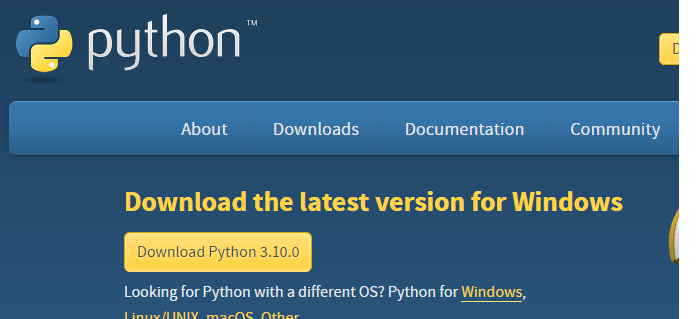 python™
About Downloads Documentation Community
Download the latest version for Windows
Download Python 3.10.0
Looking for Python with a different OS? Python for Windows,
Linux/UNIX, macOS, Other